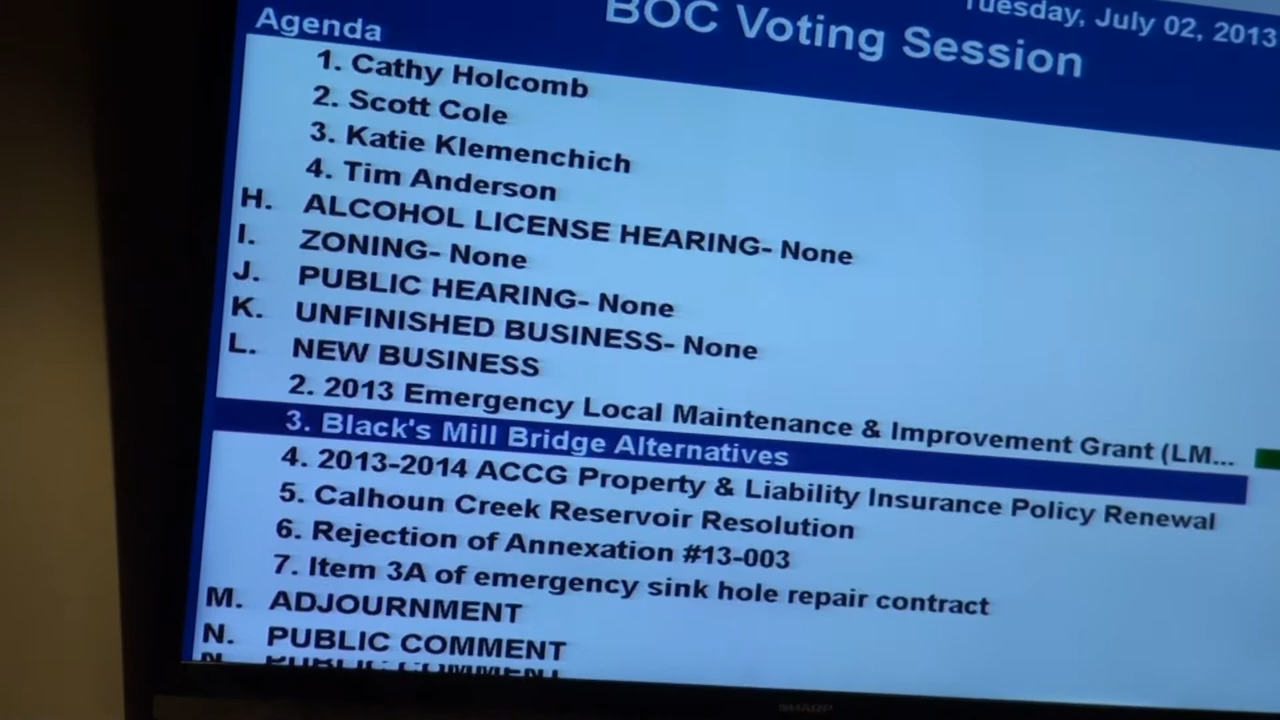 Tuesday, July 02, 2013
BOC Voting Session
Agenda
1. Cathy Holcomb
2. Scott Cole
3. Katie Klemenchich
4. Tim Anderson
H. ALCOHOL LICENSE HEARING- None
I. ZONING- None
J. PUBLIC HEARING- None
K. UNFINISHED BUSINESS- None
L. NEW BUSINESS
2. 2013 Emergency Local Maintenance & Improvement Grant (LM...
3. Black's Mill Bridge Alternatives
4. 2013-2014 ACCG Property & Liability Insurance Policy Renewal
5. Calhoun Creek Reservoir Resolution
6. Rejection of Annexation #13-003
7. Item 3A of emergency sink hole repair contract
M. ADJOURNMENT
N. PUBLIC COMMENT
N. PUBLIC COMMENT
SHARP